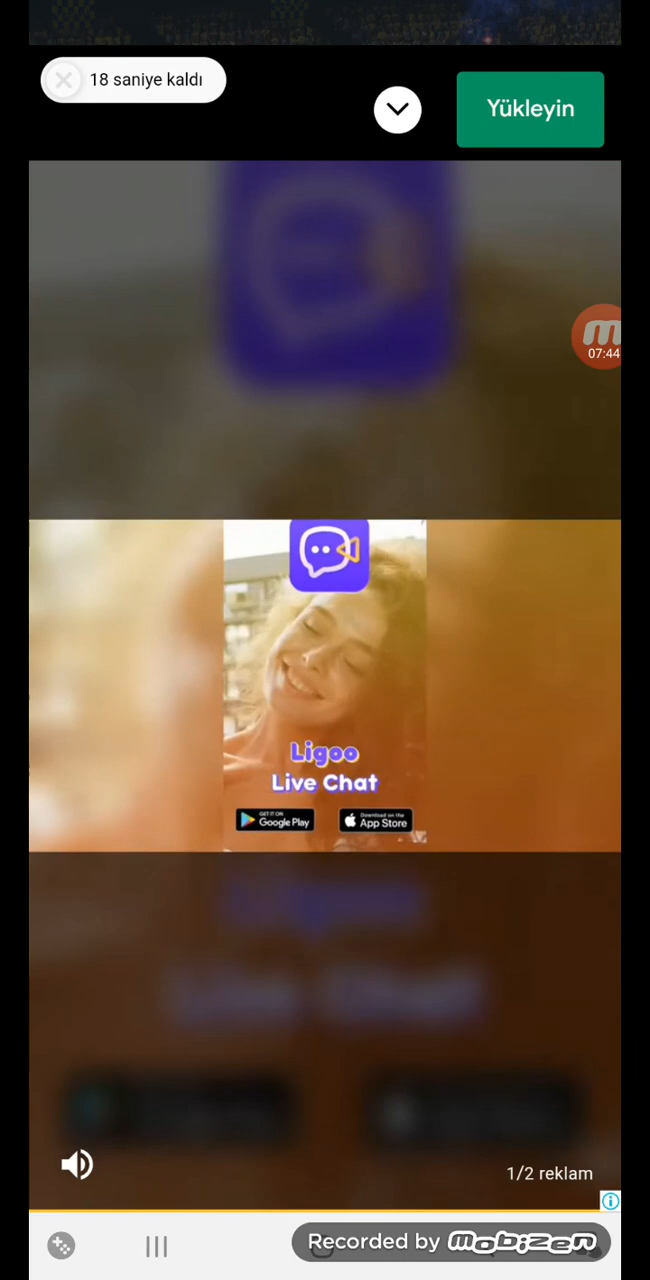 18 saniye kaldı
Yükleyin
07:44
Ligoo
Live Chat
GET IT ON
Google Play
Download on the
App Store
1/2 reklam
Recorded by mobizen